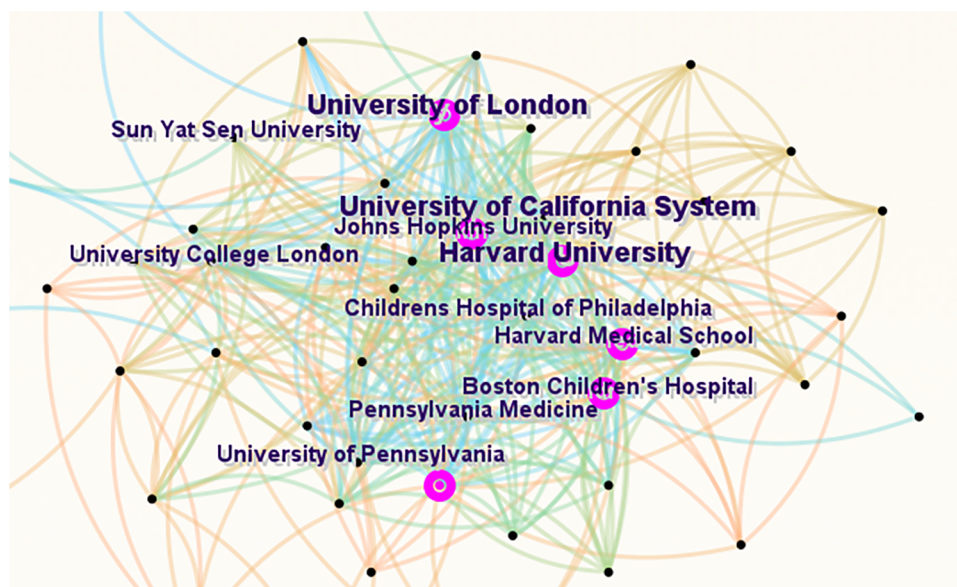 University of London
Sun Yat Sen University
University of California System
Johns Hopkins University
Harvard University
University College London
Childrens Hospital of Philadelphia
Harvard Medical School
Boston Children's Hospital
Pennsylvania Medicine
University of Pennsylvania